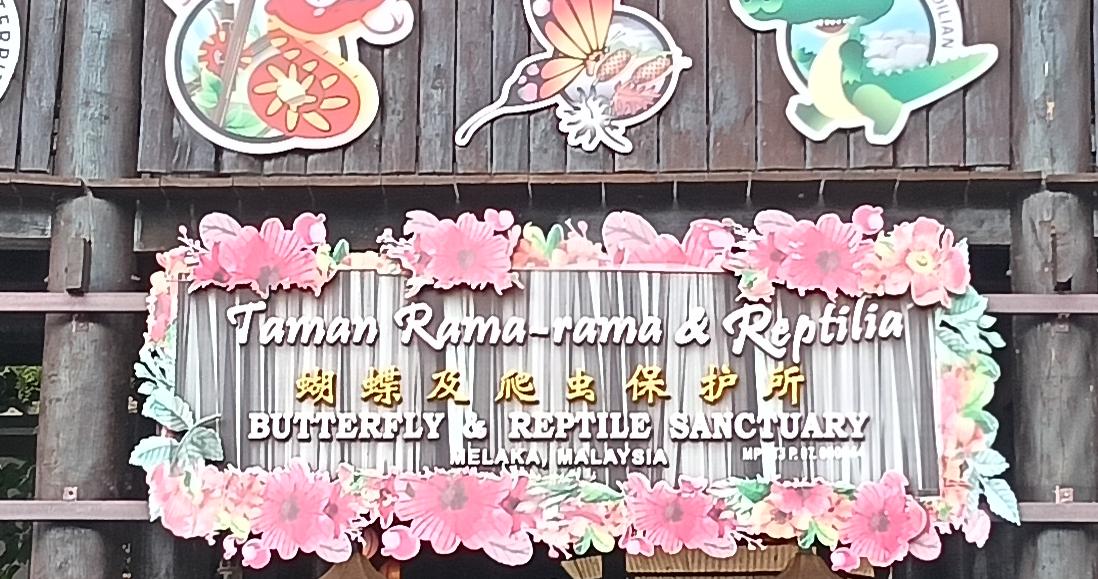 Taman Rama-rama & Reptilia
蝴蝶及爬虫保护所
BUTTERFLY & REPTILE SANCTUARY
MELAKA, MALAYSIA